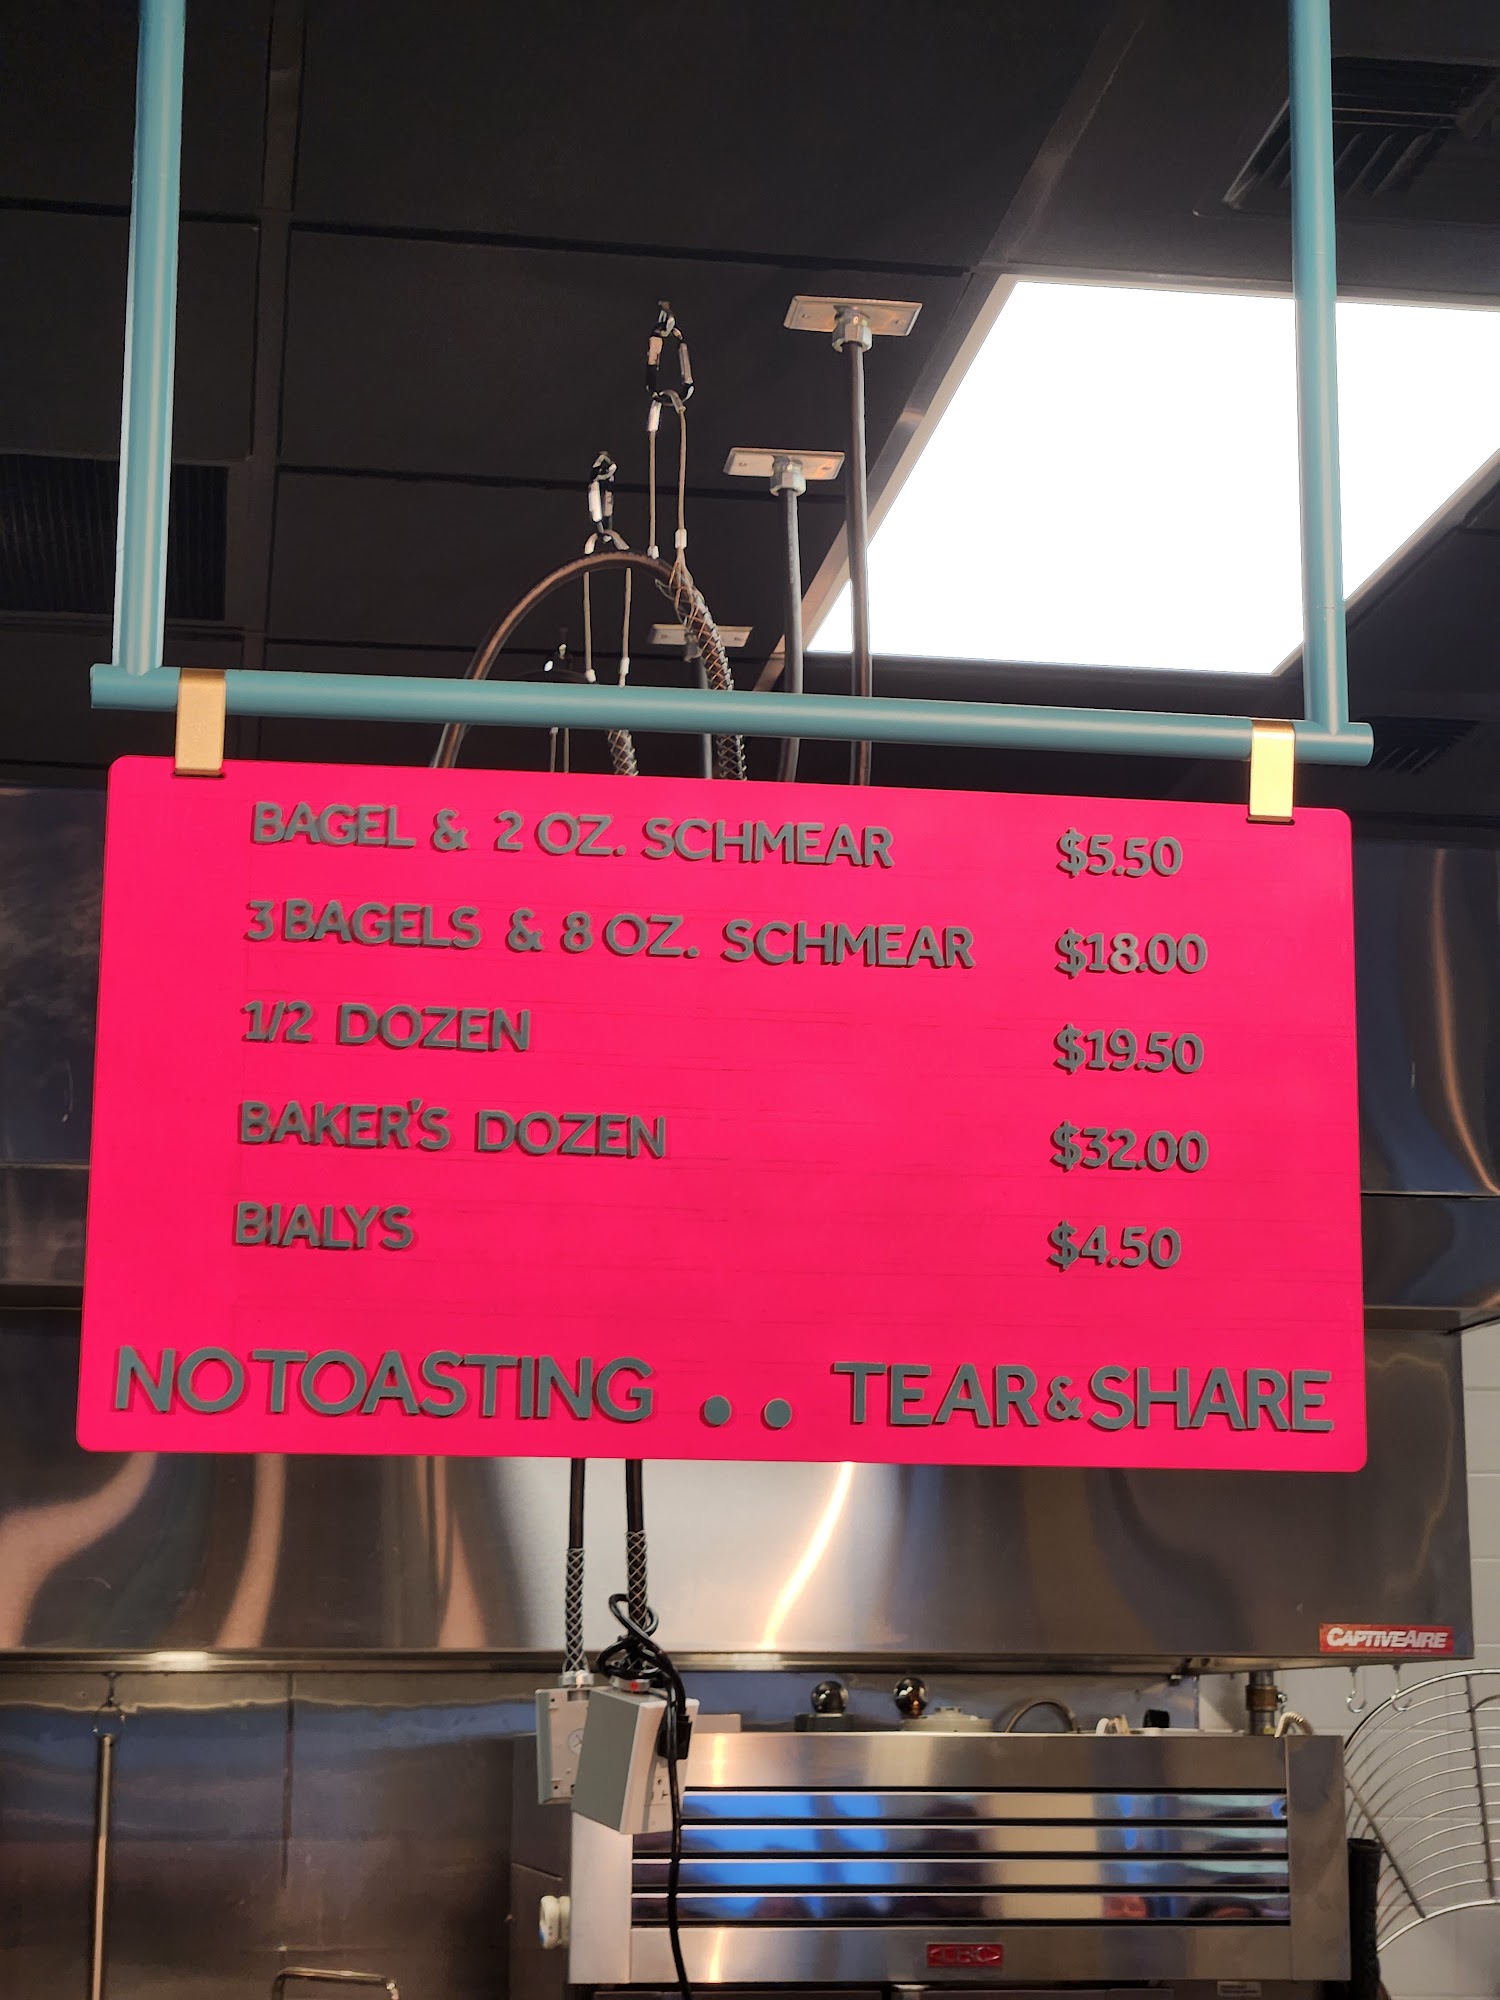 BAGEL & 2 OZ. SCHMEAR $5.50
3 BAGELS & 8 OZ. SCHMEAR $18.00
1/2 DOZEN $19.50
BAKER'S DOZEN $32.00
BIALYS $4.50
NO TOASTING . . TEAR & SHARE
CAPTIVEAIRE